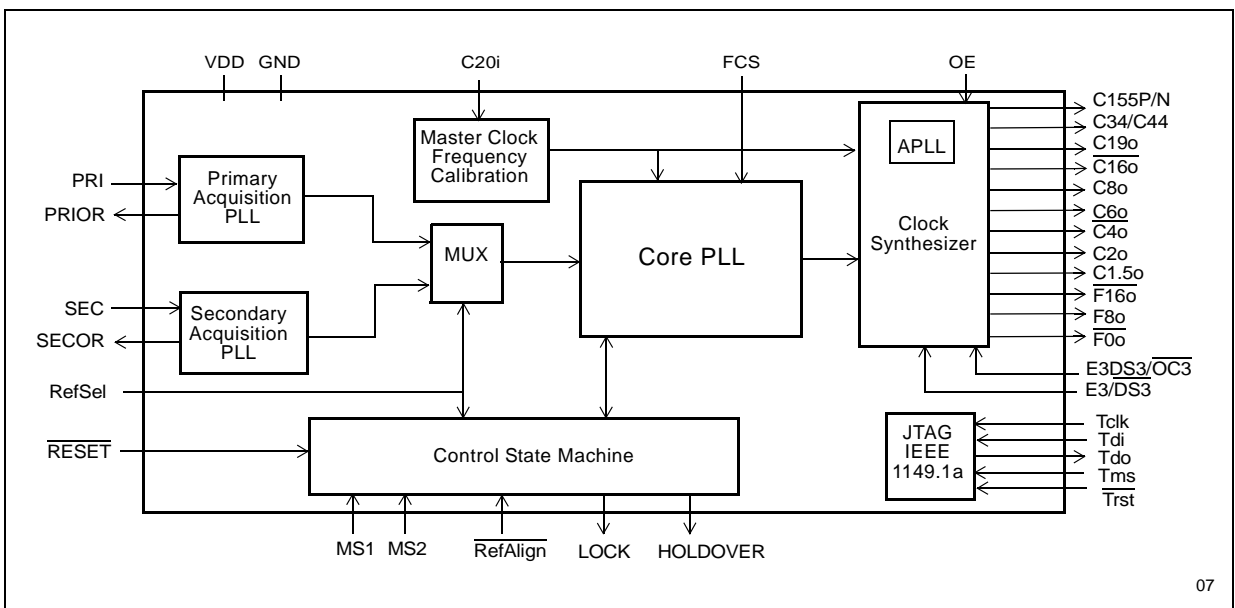 VDD GND C20i FCS OE
Master Clock
Frequency
Calibration
APLL
Clock
Synthesizer
C155P/N
C34/C44
C19o
C16o
C8o
C6o
C4o
C2o
C1.5o
F16o
F8o
F0o
PRI
PRIOR
Primary
Acquisition
PLL
MUX
Core PLL
SEC
SECOR
Secondary
Acquisition
PLL
RefSel
E3DS3/OC3
E3/DS3
RESET
Control State Machine
JTAG
IEEE
1149.1a
Tclk
Tdi
Tdo
Tms
Trst
MS1 MS2 RefAlign LOCK HOLDOVER
07